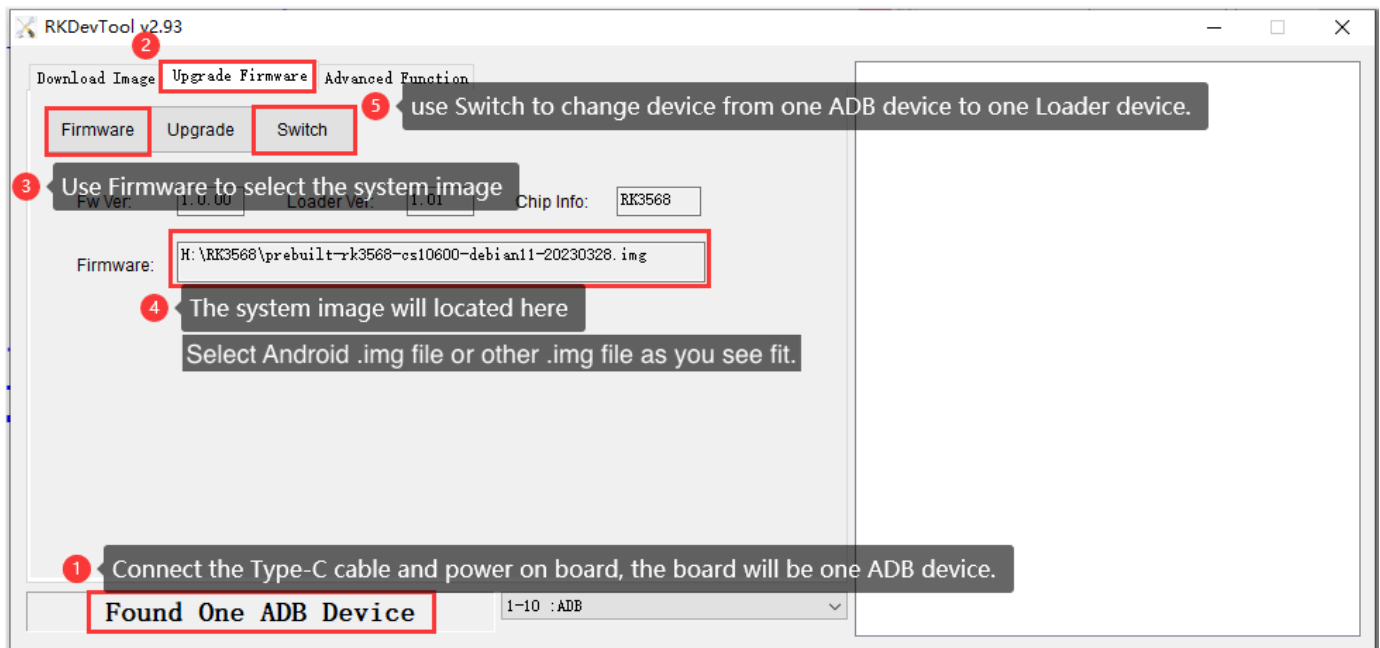 RKDevTool v2.93
2
Download Image Upgrade Firmware Advanced Function
5 use Switch to change device from one ADB device to one Loader device.
Firmware Upgrade Switch
3 Use Firmware to select the system image
Fw Ver: 1.0.00 Loader Ver: 1.01 Chip Info: RK3568
Firmware: H:\RK3568\prebuilt-rk3568-cs10600-debian11-20230328.img
4 The system image will located here
Select Android .img file or other .img file as you see fit.
1 Connect the Type-C cable and power on board, the board will be one ADB device.
Found One ADB Device 1-10 :ADB